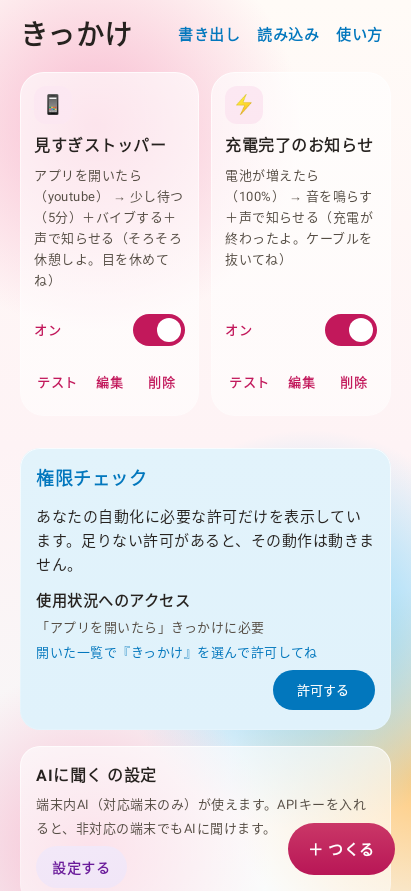 きっかけ 書き出し 読み込み 使い方
見すぎストッパー
アプリを開いたら
（youtube） → 少し待つ
（5分）＋バイブする＋
声で知らせる（そろそろ
休憩しよ。目を休めて
ね）
オン
テスト 編集 削除
充電完了のお知らせ
電池が増えたら
（100%） → 音を鳴らす
＋声で知らせる（充電が
終わったよ。ケーブルを
抜いてね）
オン
テスト 編集 削除
権限チェック
あなたの自動化に必要な許可だけを表示してい
ます。足りない許可があると、その動作は動きま
せん。
使用状況へのアクセス
「アプリを開いたら」きっかけに必要
開いた一覧で『きっかけ』を選んで許可してね
許可する
AIに聞く の設定
端末内AI（対応端末のみ）が使えます。APIキーを入れ
ると、非対応の端末でもAIに聞けます。
設定する
＋ つくる